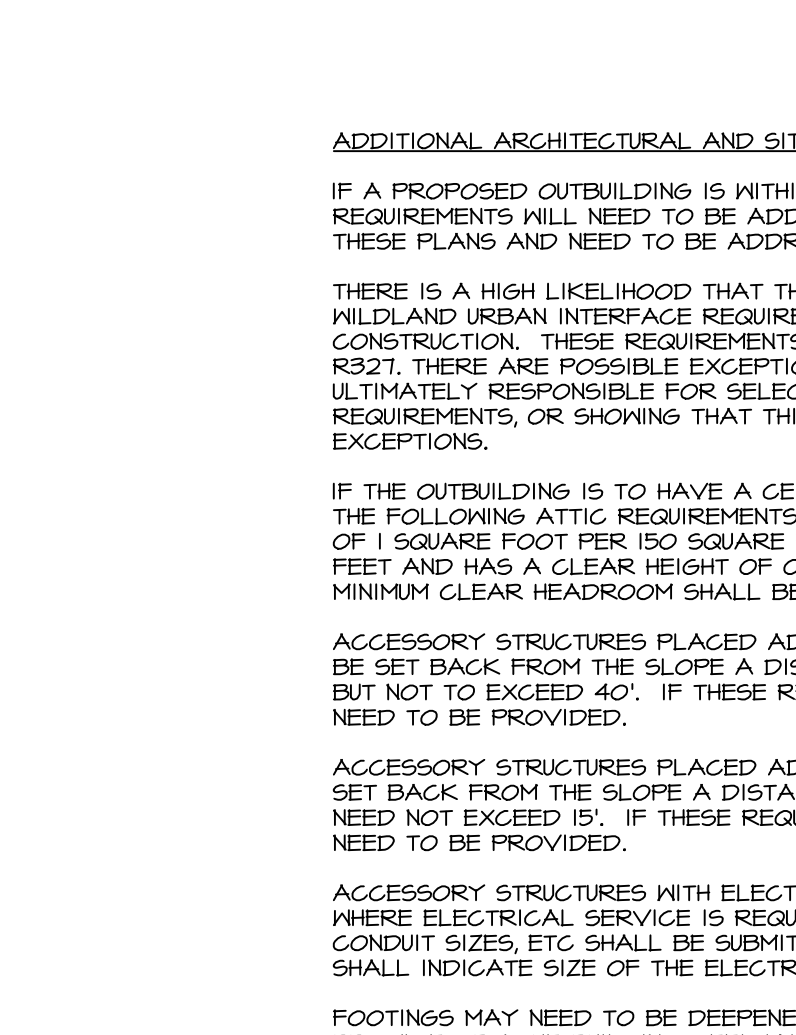 ADDITIONAL ARCHITECTURAL AND SIT
IF A PROPOSED OUTBUILDING IS WITHI
REQUIREMENTS WILL NEED TO BE ADD
THESE PLANS AND NEED TO BE ADDR
THERE IS A HIGH LIKELIHOOD THAT TH
WILDLAND URBAN INTERFACE REQUIRE
CONSTRUCTION.  THESE REQUIREMENTS
R327. THERE ARE POSSIBLE EXCEPTIO
ULTIMATELY RESPONSIBLE FOR SELEC
REQUIREMENTS, OR SHOWING THAT THI
EXCEPTIONS.
IF THE OUTBUILDING IS TO HAVE A CE
THE FOLLOWING ATTIC REQUIREMENTS
OF 1 SQUARE FOOT PER 150 SQUARE
FEET AND HAS A CLEAR HEIGHT OF O
MINIMUM CLEAR HEADROOM SHALL BE
ACCESSORY STRUCTURES PLACED AD
BE SET BACK FROM THE SLOPE A DIS
BUT NOT TO EXCEED 40'.  IF THESE RE
NEED TO BE PROVIDED.
ACCESSORY STRUCTURES PLACED AD
SET BACK FROM THE SLOPE A DISTA
NEED NOT EXCEED 15'.  IF THESE REQU
NEED TO BE PROVIDED.
ACCESSORY STRUCTURES WITH ELECT
WHERE ELECTRICAL SERVICE IS REQU
CONDUIT SIZES, ETC SHALL BE SUBMIT
SHALL INDICATE SIZE OF THE ELECTR
FOOTINGS MAY NEED TO BE DEEPENE